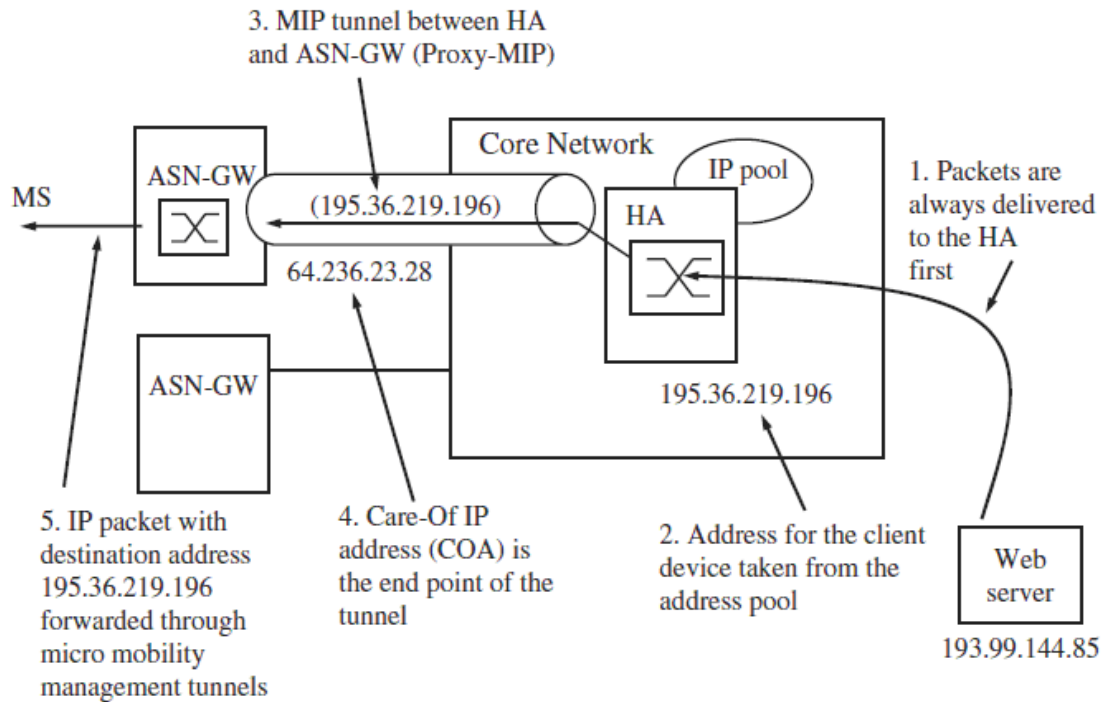 3. MIP tunnel between HA
and ASN-GW (Proxy-MIP)
Core Network
IP pool
ASN-GW
MS
(195.36.219.196)
HA
1. Packets are
always delivered
to the HA
first
64.236.23.28
ASN-GW
195.36.219.196
5. IP packet with
destination address
195.36.219.196
forwarded through
micro mobility
management tunnels
4. Care-Of IP
address (COA) is
the end point of the
tunnel
2. Address for the client
device taken from the
address pool
Web
server
193.99.144.85